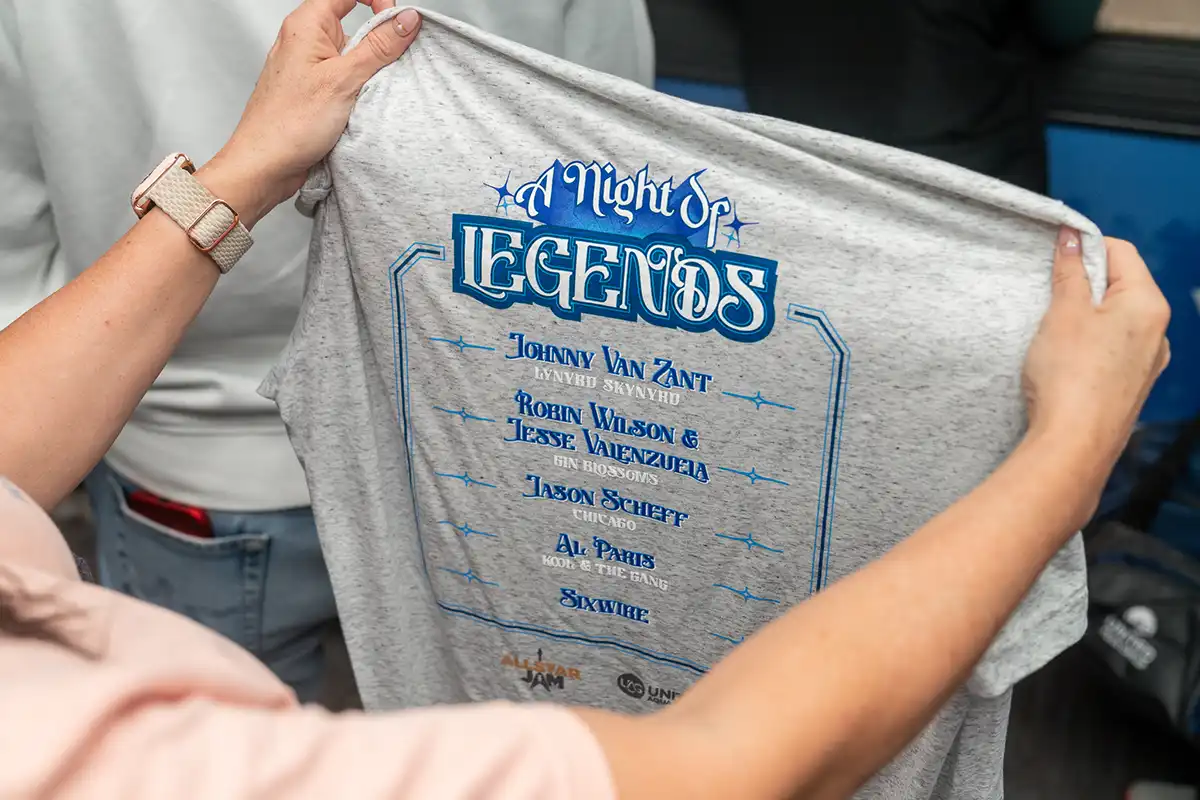 A Night Of
LEGENDS
JOHNNY VAN ZANT
LYNYRD SKYNYRD
ROBIN WILSON &
JESSE VALENZUELA
GIN BLOSSOMS
JASON SCHEFF
CHICAGO
AL PARIS
KOOL & THE GANG
SIXWIRE
ALLSTAR
JAM